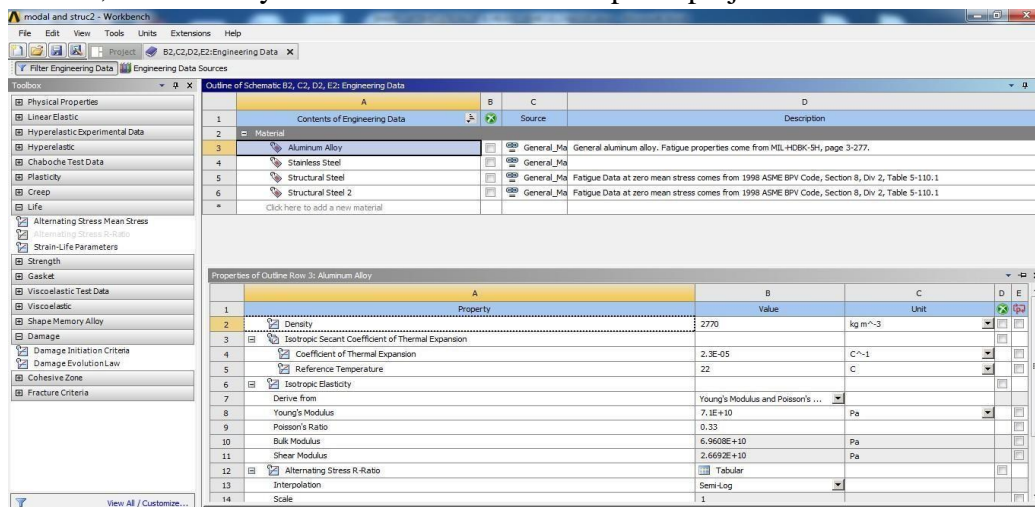 modal and struc2 - Workbench
File Edit View Tools Units Extensions Help
Project B2,C2,D2,E2:Engineering Data
Filter Engineering Data Engineering Data Sources
Toolbox
Physical Properties
Linear Elastic
Hyperelastic Experimental Data
Hyperelastic
Chaboche Test Data
Plasticity
Creep
Life
Alternating Stress Mean Stress
Alternating Stress R-Ratio
Strain-Life Parameters
Strength
Gasket
Viscoelastic Test Data
Viscoelastic
Shape Memory Alloy
Damage
Damage Initiation Criteria
Damage Evolution Law
Cohesive Zone
Fracture Criteria
View All / Customize...
Outline of Schematic B2, C2, D2, E2: Engineering Data
A B C D
1 Contents of Engineering Data Source Description
2 Material
3 Aluminum Alloy General_Ma General aluminum alloy. Fatigue properties come from MIL-HDBK-5H, page 3-277.
4 Stainless Steel General_Ma
5 Structural Steel General_Ma Fatigue Data at zero mean stress comes from 1998 ASME BPV Code, Section 8, Div 2, Table 5-110.1
6 Structural Steel 2 General_Ma Fatigue Data at zero mean stress comes from 1998 ASME BPV Code, Section 8, Div 2, Table 5-110.1
* Click here to add a new material
Properties of Outline Row 3: Aluminum Alloy
A B C D E
1 Property Value Unit
2 Density 2770 kg m^-3
3 Isotropic Secant Coefficient of Thermal Expansion
4 Coefficient of Thermal Expansion 2.3E-05 C^-1
5 Reference Temperature 22 C
6 Isotropic Elasticity
7 Derive from Young's Modulus and Poisson's ...
8 Young's Modulus 7.1E+10 Pa
9 Poisson's Ratio 0.33
10 Bulk Modulus 6.9608E+10 Pa
11 Shear Modulus 2.6692E+10 Pa
12 Alternating Stress R-Ratio Tabular
13 Interpolation Semi-Log
14 Scale 1